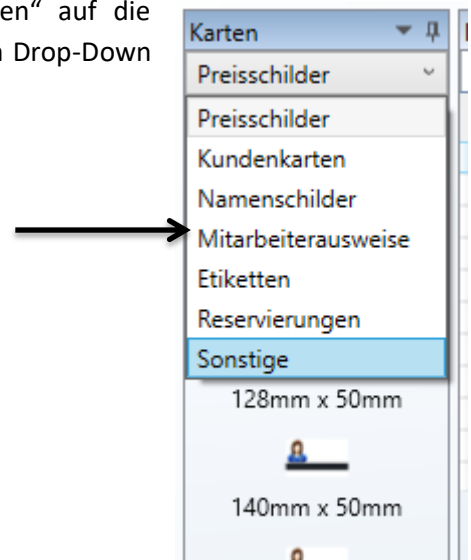 en“ auf die
Drop-Down
Karten
Preisschilder
Preisschilder
Kundenkarten
Namenschilder
Mitarbeiterausweise
Etiketten
Reservierungen
Sonstige
128mm x 50mm
140mm x 50mm